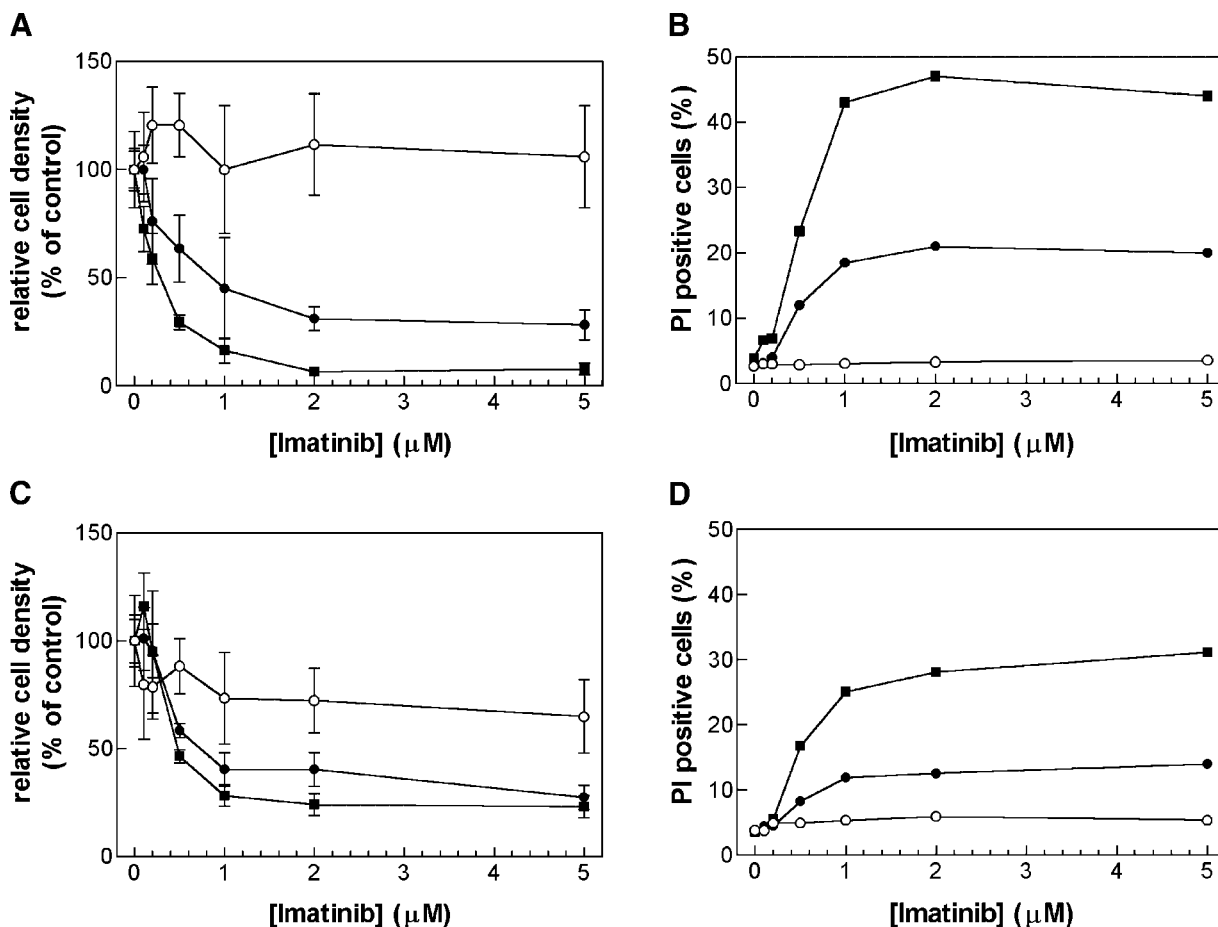 A
relative cell density
(% of control)
150
100
50
0
0 1 2 3 4 5
[Imatinib] (μM)
B
PI positive cells (%)
50
40
30
20
10
0
0 1 2 3 4 5
[Imatinib] (μM)
C
relative cell density
(% of control)
150
100
50
0
0 1 2 3 4 5
[Imatinib] (μM)
D
PI positive cells (%)
50
40
30
20
10
0
0 1 2 3 4 5
[Imatinib] (μM)